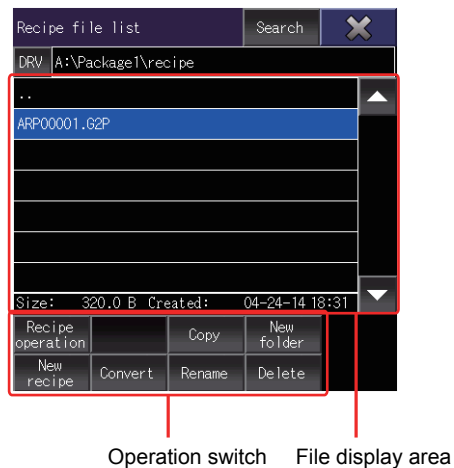 Recipe file list Search
DRV A:\Package1\recipe
..
ARP00001.G2P
Size: 320.0 B Created: 04-24-14 18:31
Recipe operation Copy New folder
New recipe Convert Rename Delete
Operation switch File display area